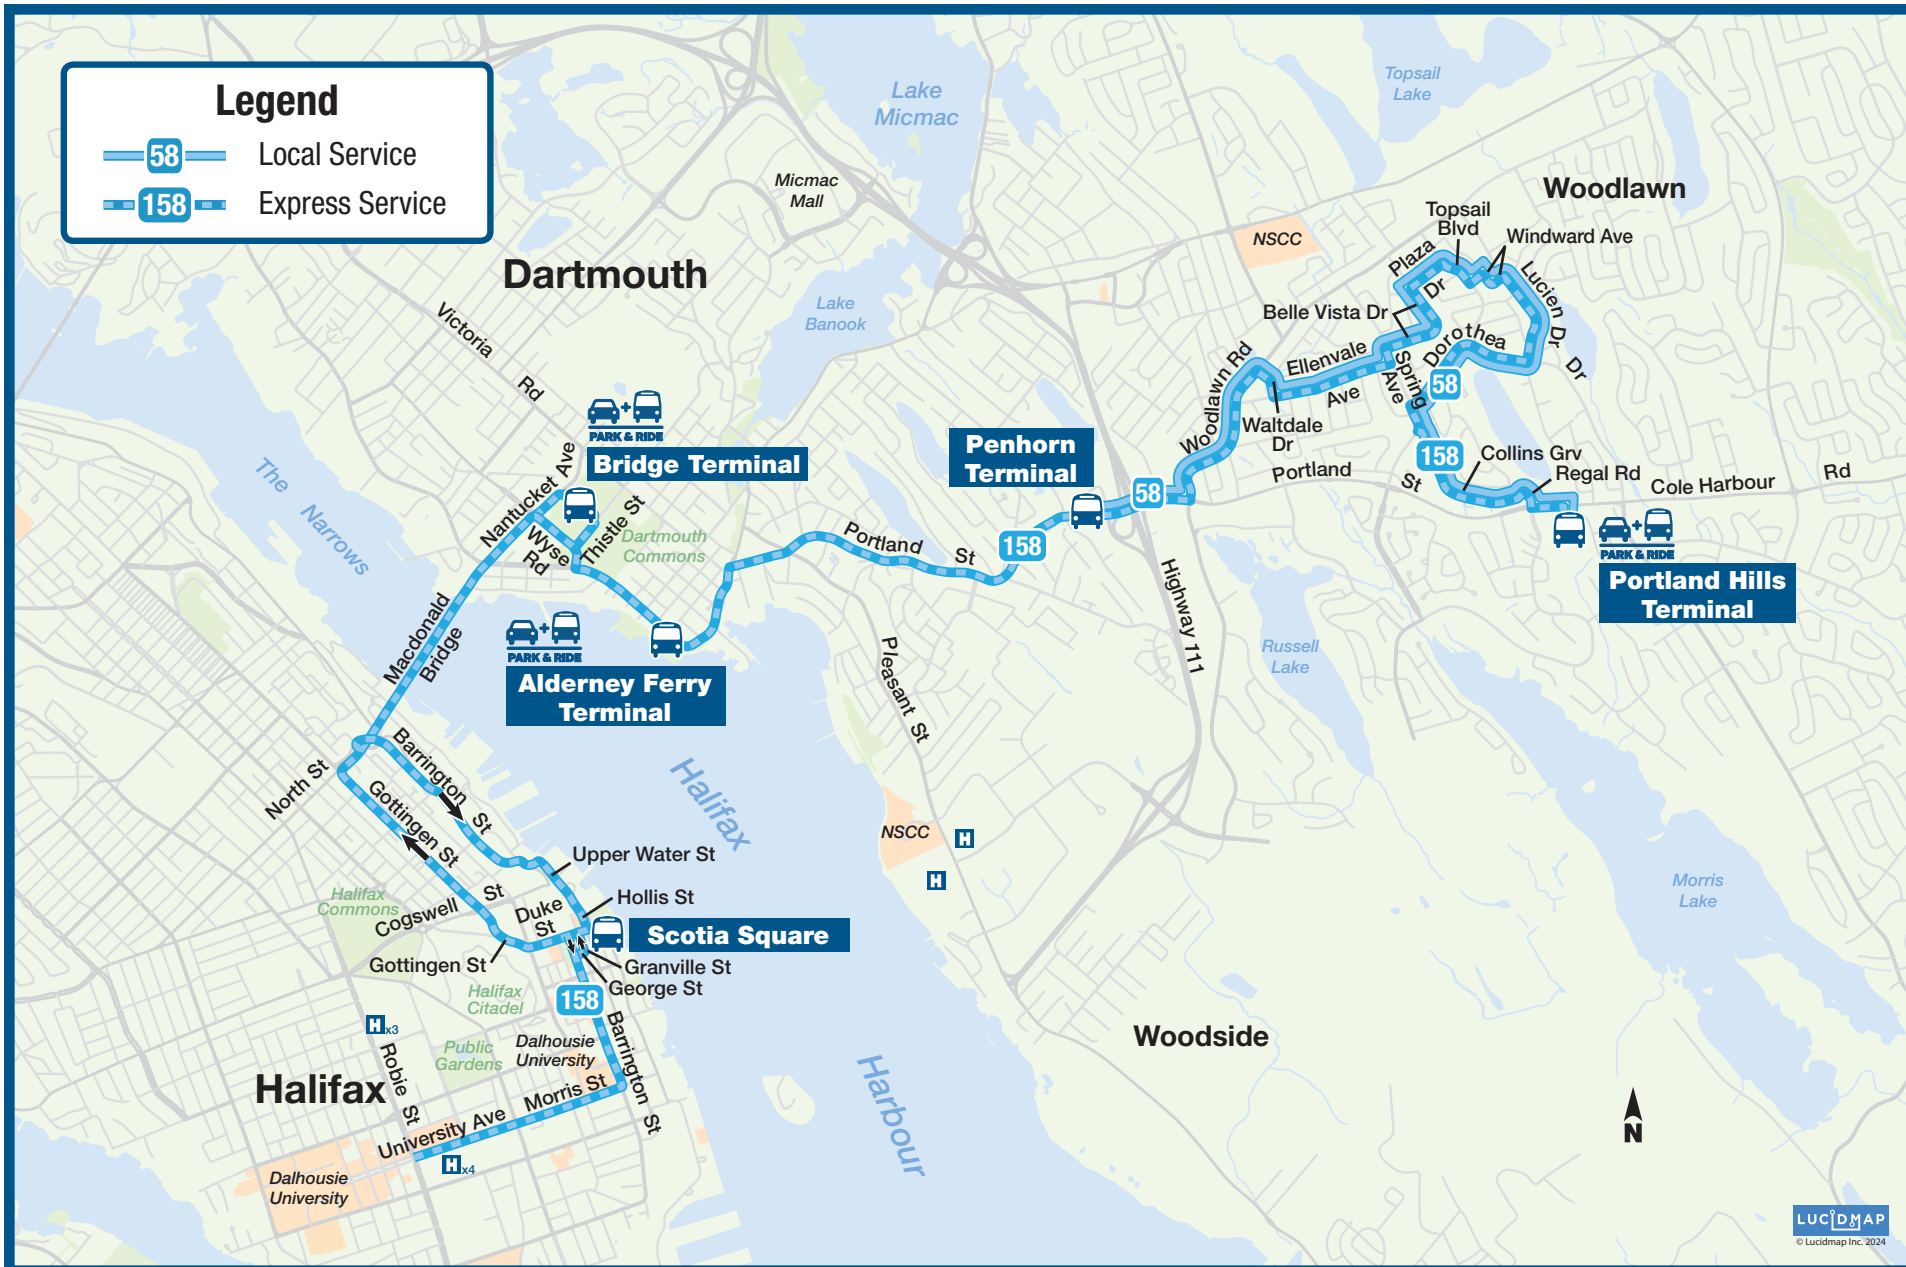 Legend
58 Local Service
158 Express Service
Lake
Micmac
Topsail
Lake
Micmac
Mall
Woodlawn
NSCC
Topsail
Blvd
Windward Ave
Plaza
Dr
Lucien Dr
Dartmouth
Lake
Banook
Belle Vista Dr
Victoria
Rd
Dorothea
Dr
Ellenvale
Ave
Spring
Ave
58
Woodlawn Rd
PARK & RIDE
Bridge Terminal
Penhorn
Terminal
Waltdale
Dr
158
Collins Grv
Regal Rd
Portland
St
Cole Harbour
Rd
58
The Narrows
Nantucket Ave
Wyse
Rd
Thistle St
Dartmouth
Commons
Portland
St
158
PARK & RIDE
Portland Hills
Terminal
Highway 111
Macdonald
Bridge
PARK & RIDE
Alderney Ferry
Terminal
Pleasant St
Russell
Lake
Barrington
St
North St
Gottingen St
Halifax
Harbour
NSCC
H
H
Upper Water St
Halifax
Commons
Cogswell
St
Duke
St
Hollis St
Scotia Square
Morris
Lake
Gottingen St
Granville St
George St
Halifax
Citadel
158
H x3
Robie St
Public
Gardens
Dalhousie
University
Barrington St
Woodside
Halifax
Morris St
University Ave
H x4
Dalhousie
University
N
LUCIDMAP
© Lucidmap Inc. 2024